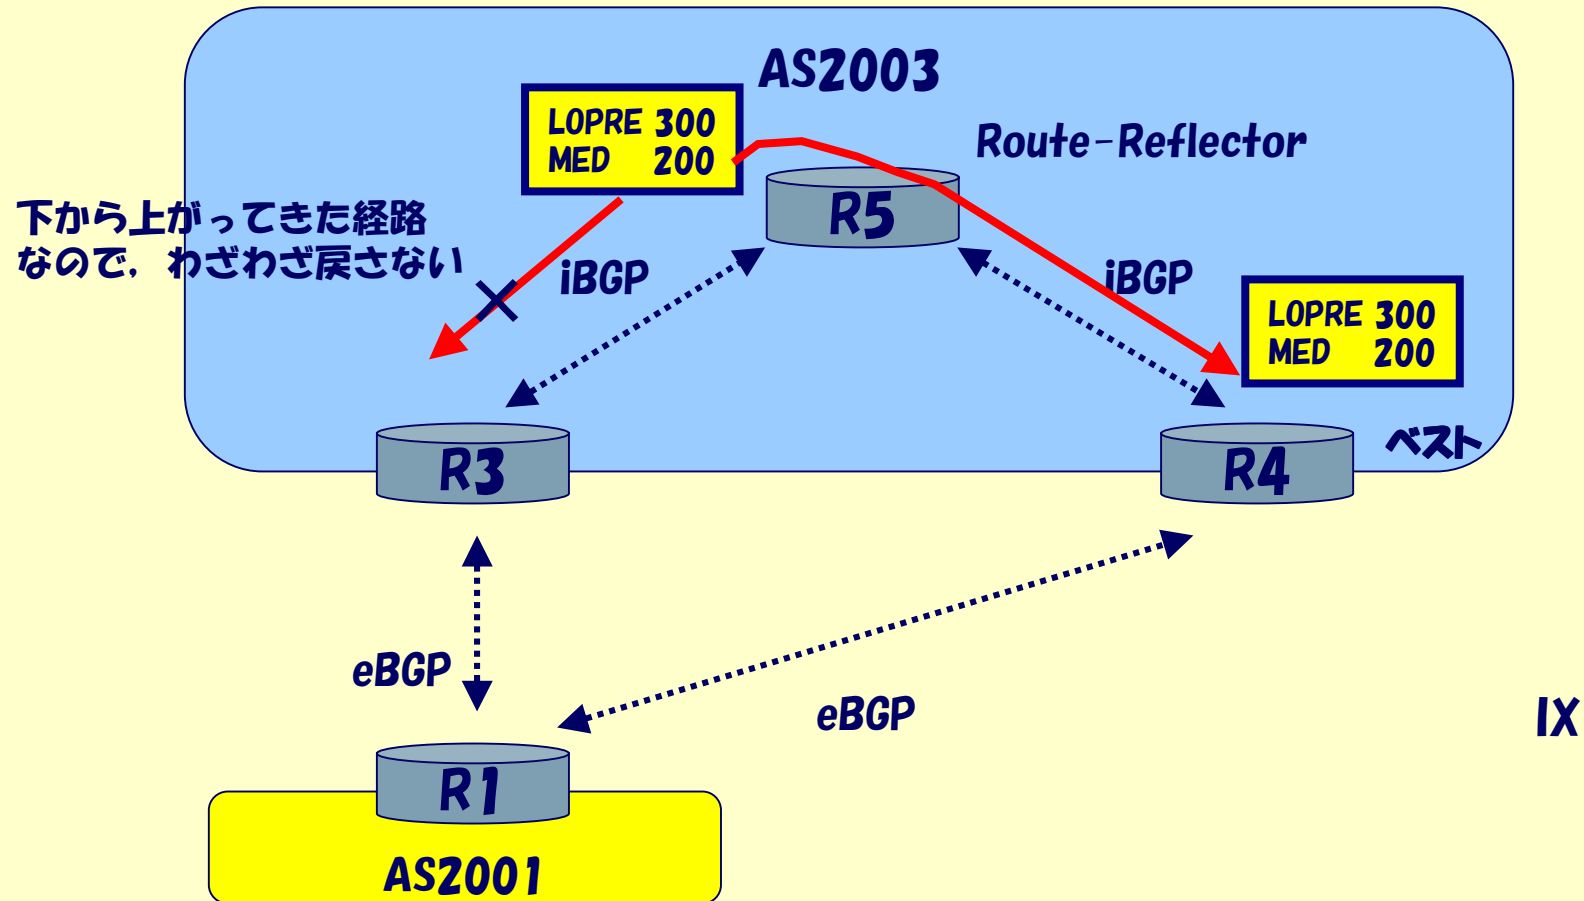 AS2003
LOPRE 300
MED 200
Route-Reflector
R5
下から上がってきた経路
なので，わざわざ戻さない
iBGP
iBGP
LOPRE 300
MED 200
ベスト
R3
R4
eBGP
eBGP
IX
R1
AS2001